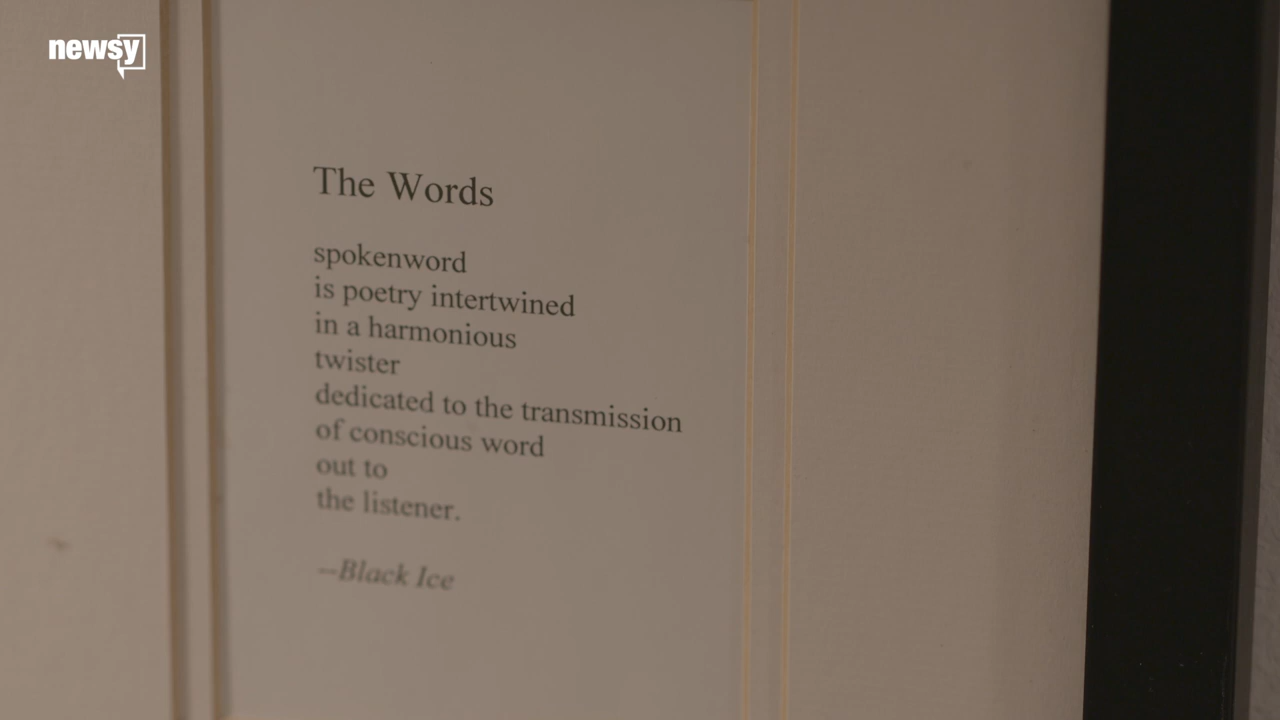 newsy
The Words
spokenword
is poetry intertwined
in a harmonious
twister
dedicated to the transmission
of conscious word
out to
the listener.
--Black Ice